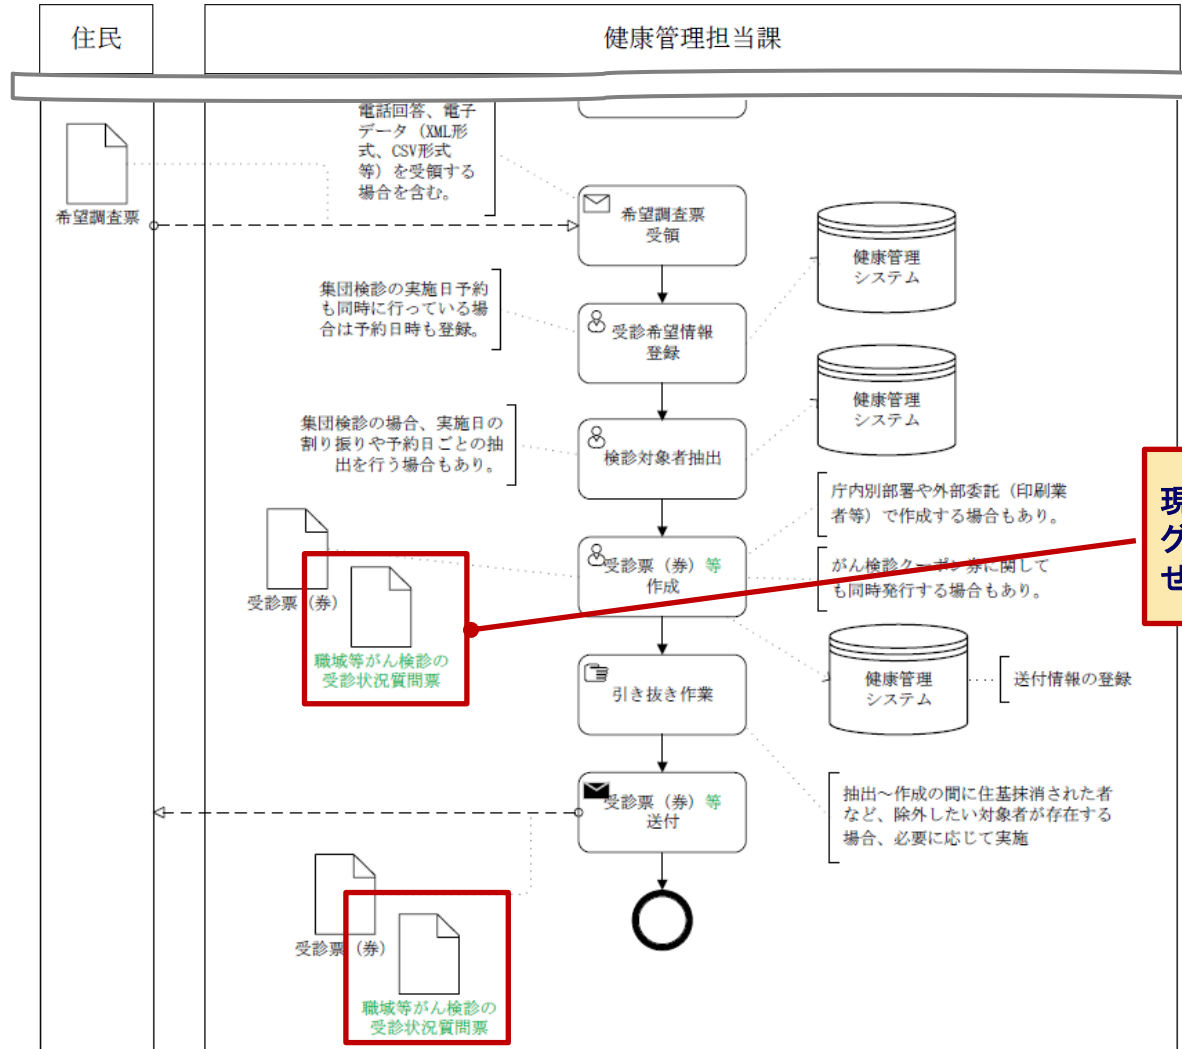 住民
健康管理担当課
電話回答、電子
データ（XML形
式、CSV形式
等）を受領する
場合を含む。
希望調査票
希望調査票
受領
健康管理
システム
集団検診の実施日予約
も同時に行っている場
合は予約日時も登録。
受診希望情報
登録
健康管理
システム
集団検診の場合、実施日の
割り振りや予約日ごとの抽
出を行う場合もあり。
検診対象者抽出
庁内別部署や外部委託（印刷業
者等）で作成する場合もあり。
現
グ
せ
受診票（券）等
作成
がん検診クーポン券に関して
も同時発行する場合もあり。
受診票（券）
職域等がん検診の
受診状況質問票
引き抜き作業
健康管理
システム
送付情報の登録
受診票（券）等
送付
抽出～作成の間に住基抹消された者
など、除外したい対象者が存在する
場合、必要に応じて実施
受診票（券）
職域等がん検診の
受診状況質問票